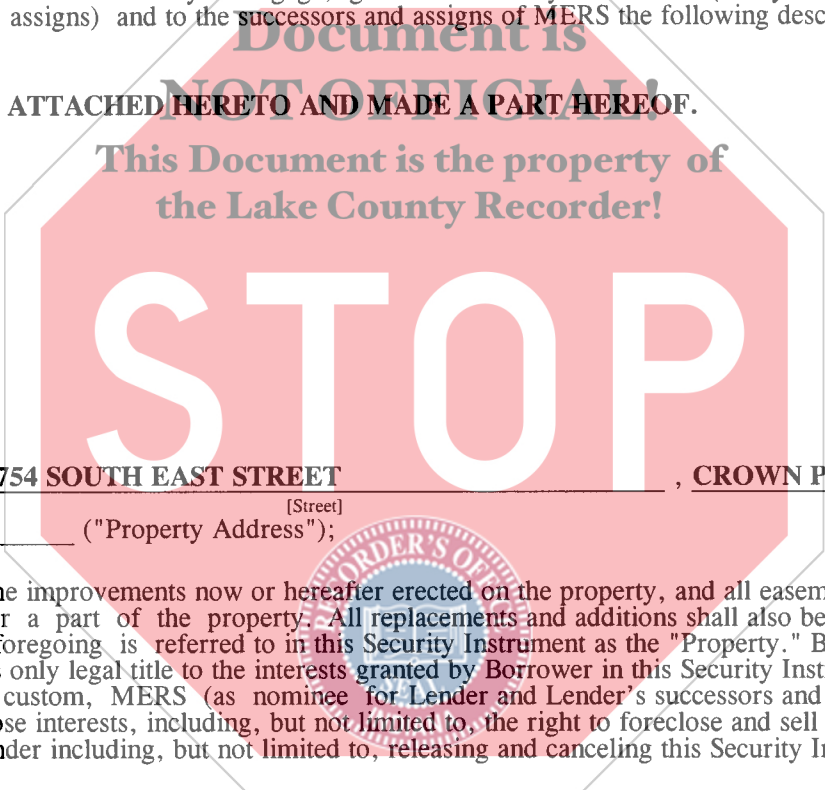 assigns) and to the successors and assigns of MERS the following desc
Document is
NOT OFFICIAL!
ATTACHED HERETO AND MADE A PART HEREOF.
This Document is the property of
the Lake County Recorder!
STOP
754 SOUTH EAST STREET , CROWN P
[Street]
("Property Address");
RECORDER'S OFFICE
ne improvements now or hereafter erected on the property, and all easem
r a part of the property. All replacements and additions shall also be
foregoing is referred to in this Security Instrument as the "Property." B
s only legal title to the interests granted by Borrower in this Security Inst
custom, MERS (as nominee for Lender and Lender's successors and
ose interests, including, but not limited to, the right to foreclose and sell
nder including, but not limited to, releasing and canceling this Security In